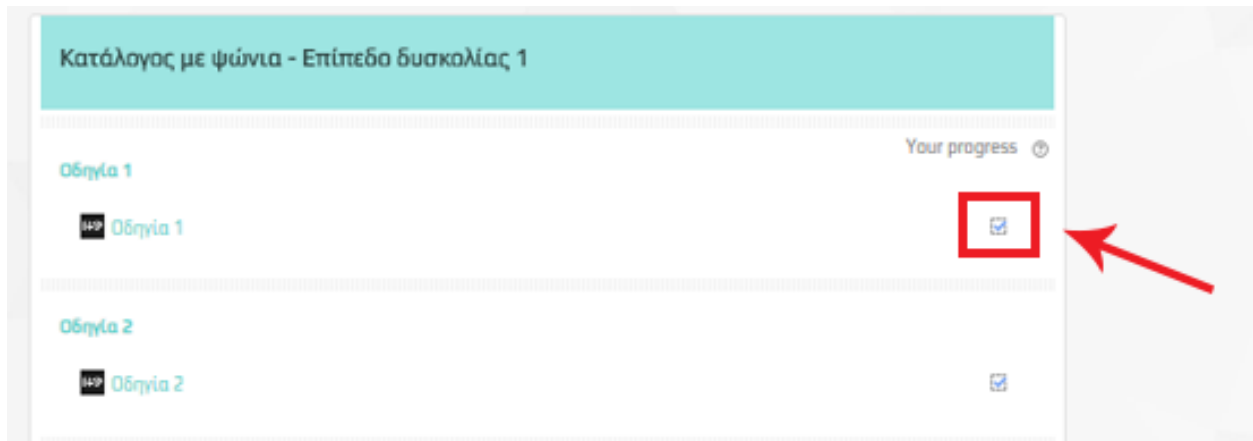 Κατάλογος με ψώνια - Επίπεδο δυσκολίας 1
Your progress
Οδηγία 1
H-P Οδηγία 1
Οδηγία 2
H-P Οδηγία 2